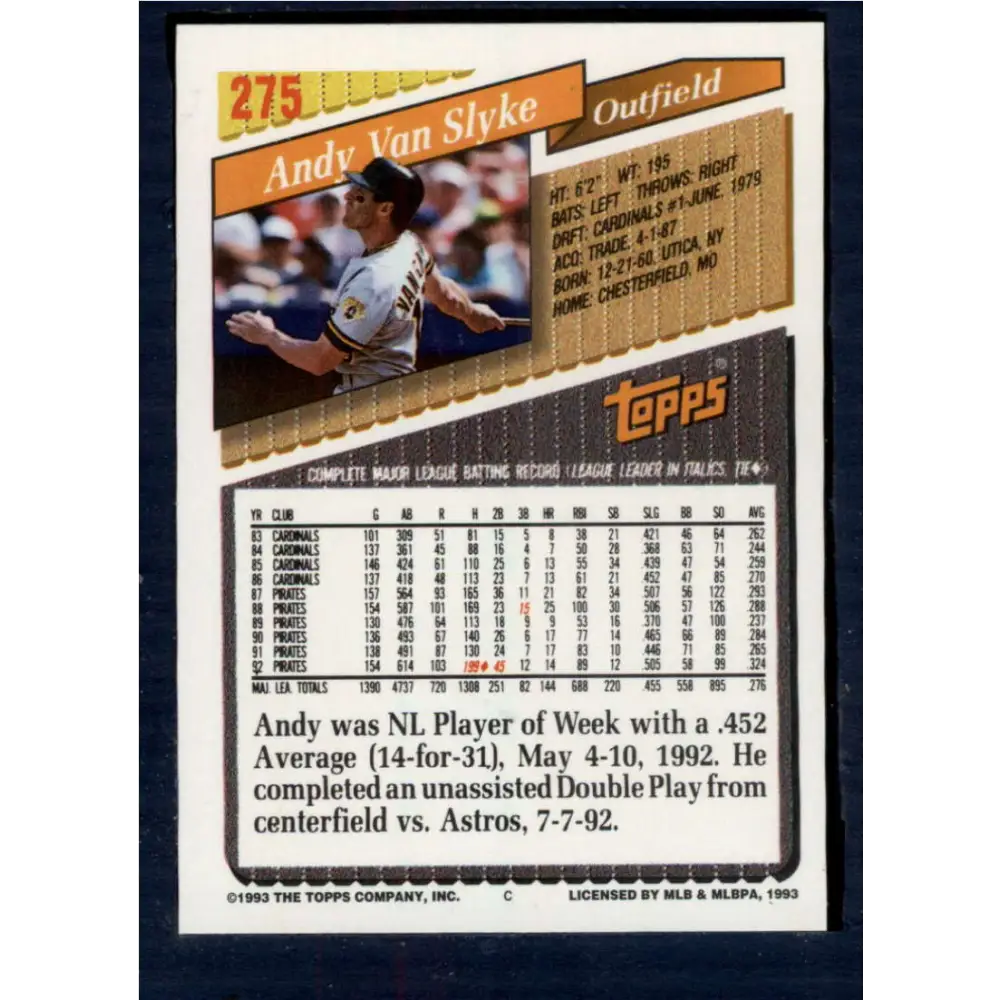 275
Andy Van Slyke
Outfield
HT: 6'2" WT: 195
BATS: LEFT THROWS: RIGHT
DRFT: CARDINALS #1-JUNE, 1979
ACQ: TRADE, 4-1-87
BORN: 12-21-60, UTICA, NY
HOME: CHESTERFIELD, MO
Topps ®
COMPLETE MAJOR LEAGUE BATTING RECORD (LEAGUE LEADER IN ITALICS, TIE♦)
YR CLUB G AB R H 2B 3B HR RBI SB SLG BB SO AVG
83 CARDINALS 101 309 51 81 15 5 8 38 21 .421 46 64 .262
84 CARDINALS 137 361 45 88 16 4 7 50 28 .368 63 71 .244
85 CARDINALS 146 424 61 110 25 6 13 55 34 .439 47 54 .259
86 CARDINALS 137 418 48 113 23 7 13 61 21 .452 47 85 .270
87 PIRATES 157 564 93 165 36 11 21 82 34 .507 56 122 .293
88 PIRATES 154 587 101 169 23 15 25 100 30 .506 57 126 .288
89 PIRATES 130 476 64 113 18 9 9 53 16 .370 47 100 .237
90 PIRATES 136 493 67 140 26 6 17 77 14 .465 66 89 .284
91 PIRATES 138 491 87 130 24 7 17 83 10 .446 71 85 .265
92 PIRATES 154 614 103 199♦ 45 12 14 89 12 .505 58 99 .324
MAJ. LEA. TOTALS 1390 4737 720 1308 251 82 144 688 220 .455 558 895 .276
Andy was NL Player of Week with a .452
Average (14-for-31), May 4-10, 1992. He
completed an unassisted Double Play from
centerfield vs. Astros, 7-7-92.
©1993 THE TOPPS COMPANY, INC. C LICENSED BY MLB & MLBPA, 1993